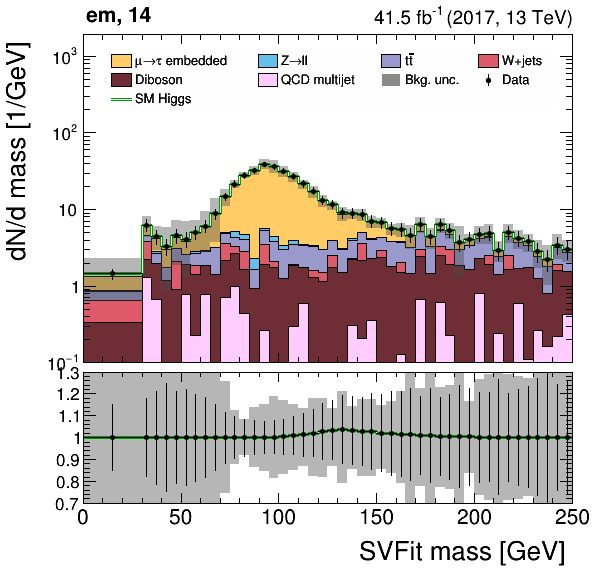 em, 14 41.5 fb⁻¹ (2017, 13 TeV)
dN/d mass [1/GeV]
10³
10²
10
1
10⁻¹
μ→τ embedded Z→ll tt̄ W+jets
Diboson QCD multijet Bkg. unc. Data
SM Higgs
1.3
1.2
1.1
1
0.9
0.8
0.7
0 50 100 150 200 250
SVFit mass [GeV]